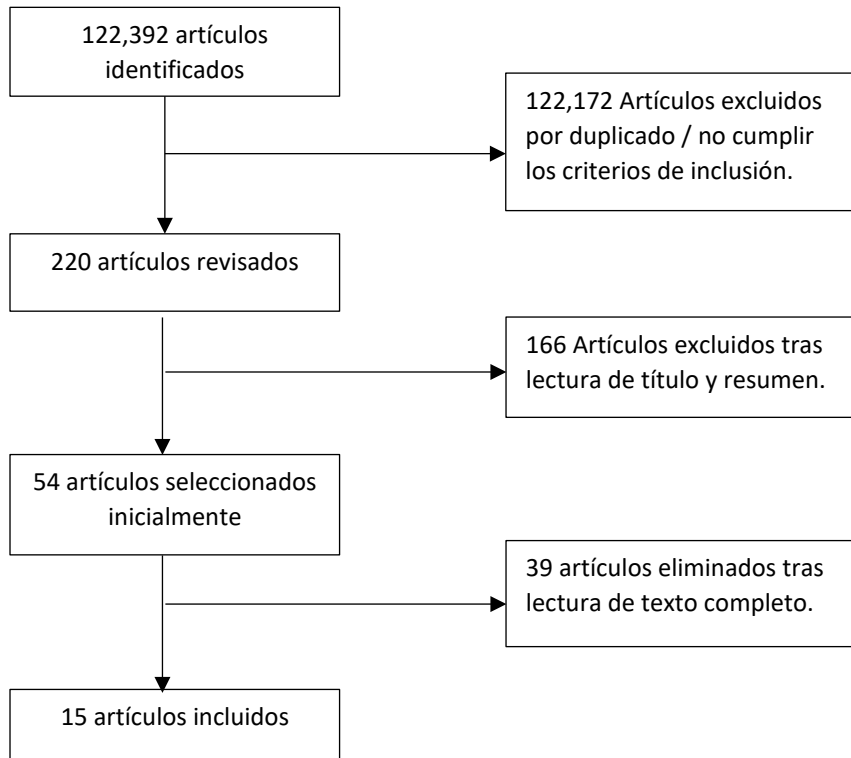 122,392 artículos
identificados
122,172 Artículos excluidos
por duplicado / no cumplir
los criterios de inclusión.
220 artículos revisados
166 Artículos excluidos tras
lectura de título y resumen.
54 artículos seleccionados
inicialmente
39 artículos eliminados tras
lectura de texto completo.
15 artículos incluidos